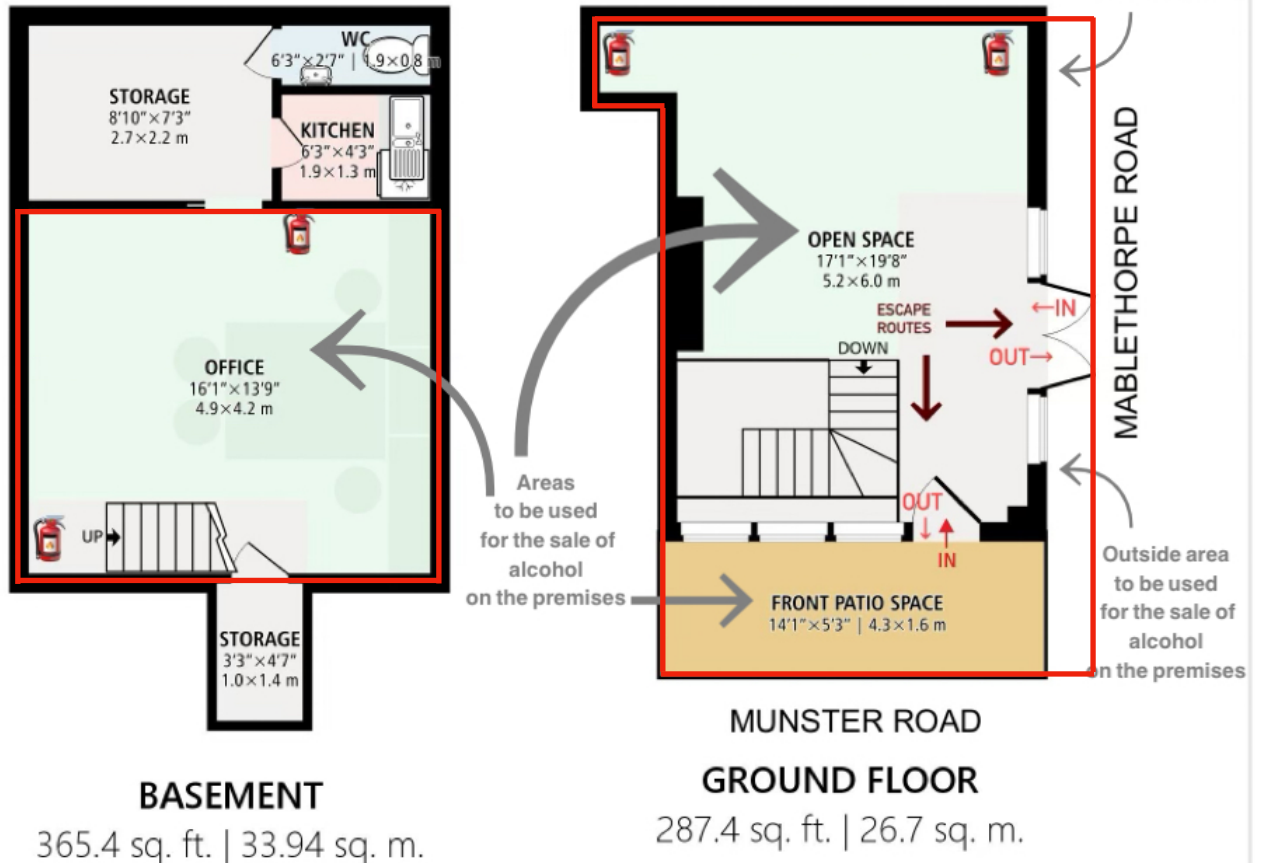 WC
6'3"×2'7" | 1.9×0.8 m
STORAGE
8'10"×7'3"
2.7×2.2 m
KITCHEN
6'3"×4'3"
1.9×1.3 m
OFFICE
16'1"×13'9"
4.9×4.2 m
UP
STORAGE
3'3"×4'7"
1.0×1.4 m
BASEMENT
365.4 sq. ft. | 33.94 sq. m.
Areas
to be used
for the sale of
alcohol
on the premises
OPEN SPACE
17'1"×19'8"
5.2×6.0 m
ESCAPE
ROUTES
DOWN
←IN
OUT→
OUT
IN
FRONT PATIO SPACE
14'1"×5'3" | 4.3×1.6 m
MABLETHORPE ROAD
Outside area
to be used
for the sale of
alcohol
on the premises
MUNSTER ROAD
GROUND FLOOR
287.4 sq. ft. | 26.7 sq. m.